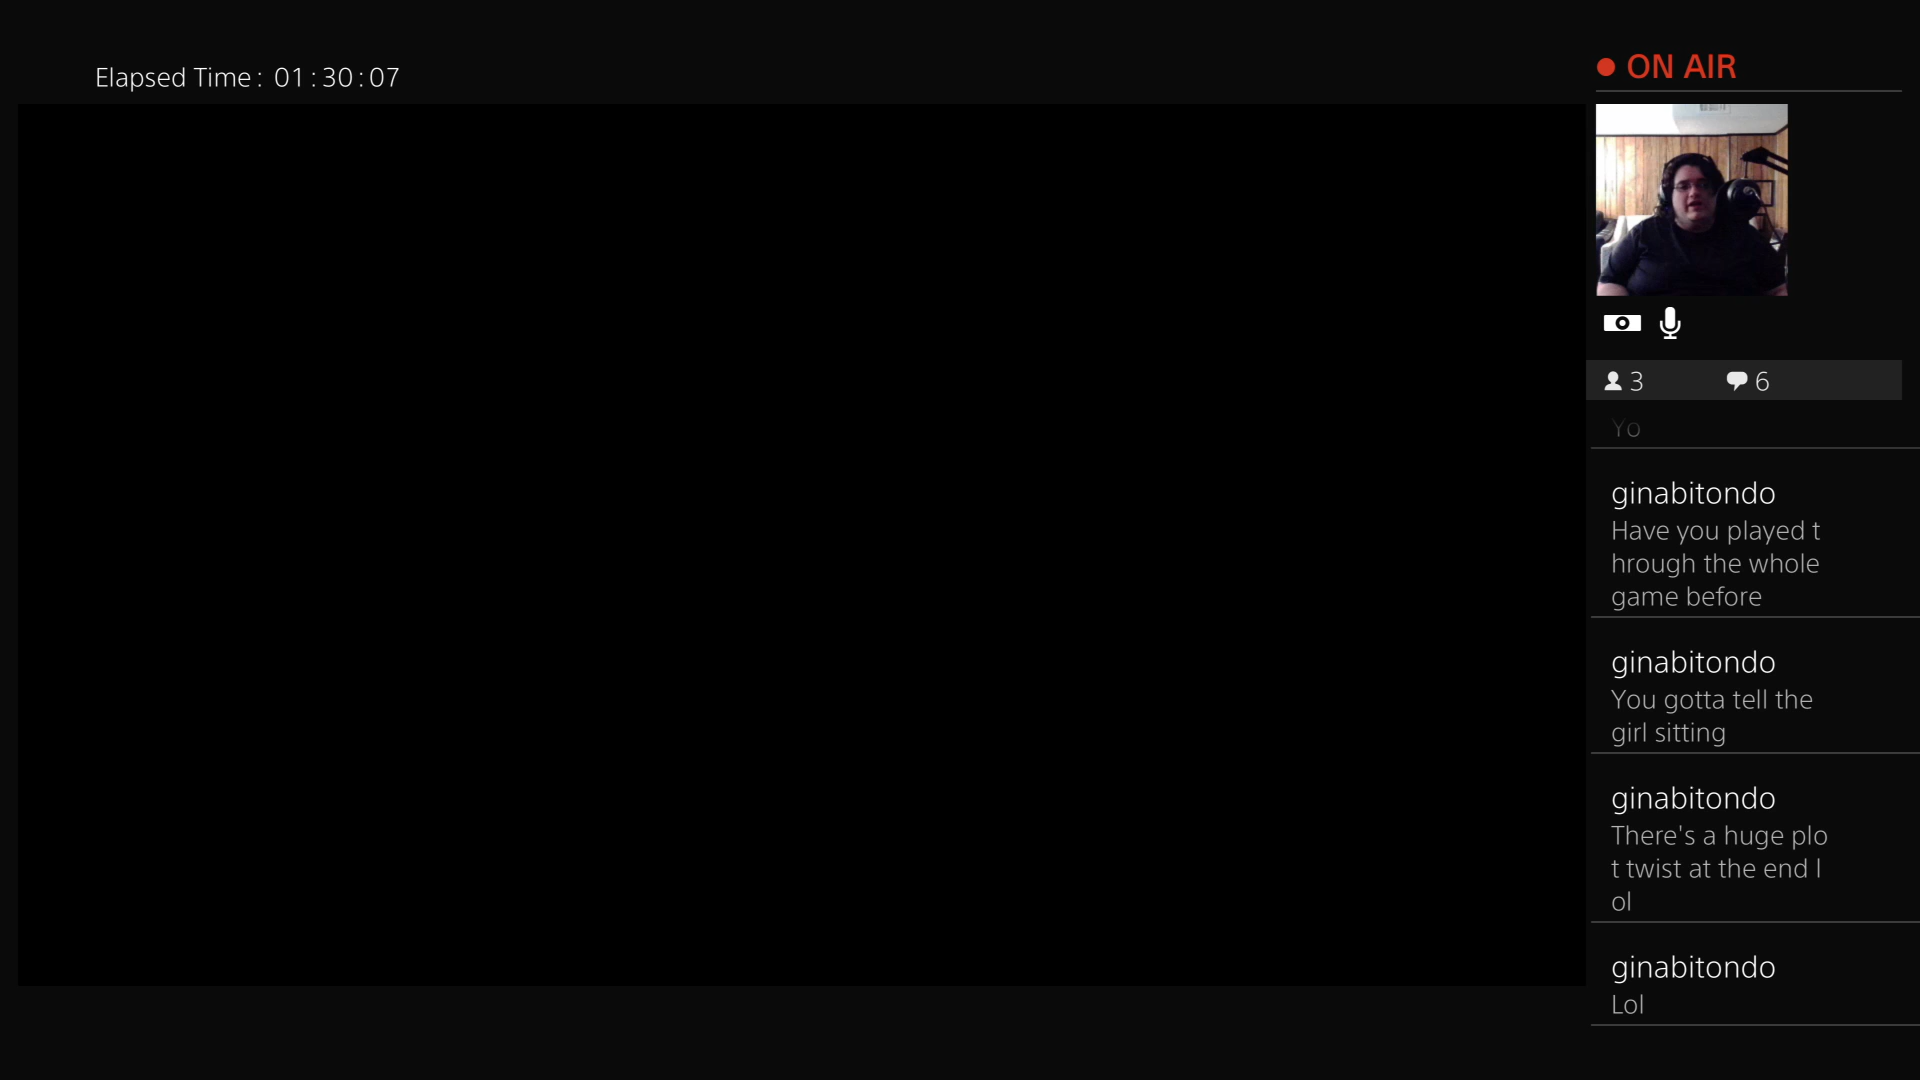 Elapsed Time : 01 : 30 : 07
ON AIR
3
6
Yo
ginabitondo
Have you played t
hrough the whole
game before
ginabitondo
You gotta tell the
girl sitting
ginabitondo
There's a huge plo
t twist at the end l
ol
ginabitondo
Lol